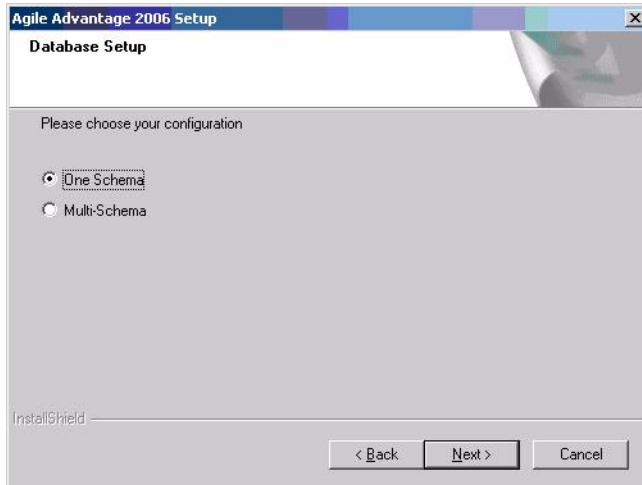 Agile Advantage 2006 Setup
Database Setup
Please choose your configuration
One Schema
Multi-Schema
InstallShield
< Back
Next >
Cancel